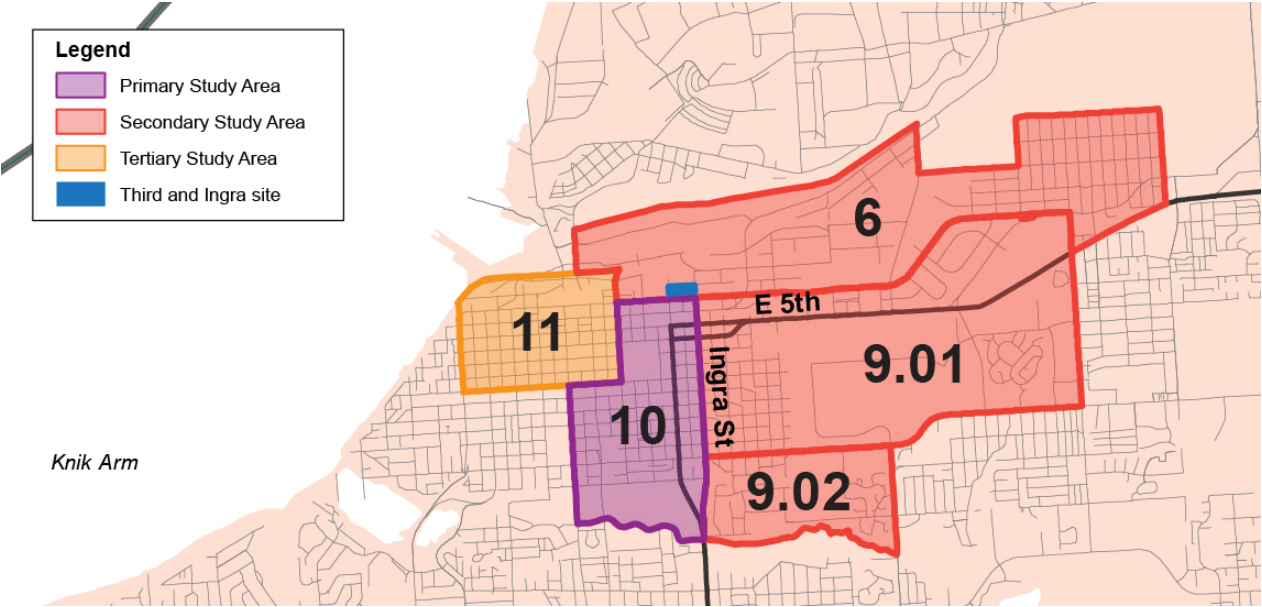 Legend
Primary Study Area
Secondary Study Area
Tertiary Study Area
Third and Ingra site
6
E 5th
11
9.01
Ingra St
10
Knik Arm
9.02